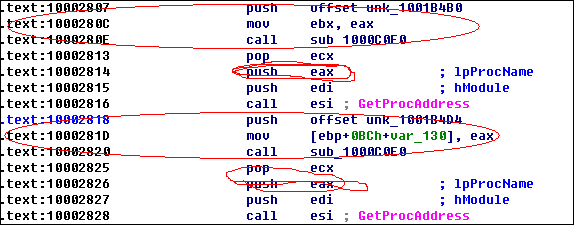 .text:10002807 push offset unk_1001B4B0
.text:1000280C mov ebx, eax
.text:1000280E call sub_1000C0E0
.text:10002813 pop ecx
.text:10002814 push eax ; lpProcName
.text:10002815 push edi ; hModule
.text:10002816 call esi ; GetProcAddress
.text:10002818 push offset unk_1001B4D4
.text:1000281D mov [ebp+0BCh+var_130], eax
.text:10002820 call sub_1000C0E0
.text:10002825 pop ecx
.text:10002826 push eax ; lpProcName
.text:10002827 push edi ; hModule
.text:10002828 call esi ; GetProcAddress